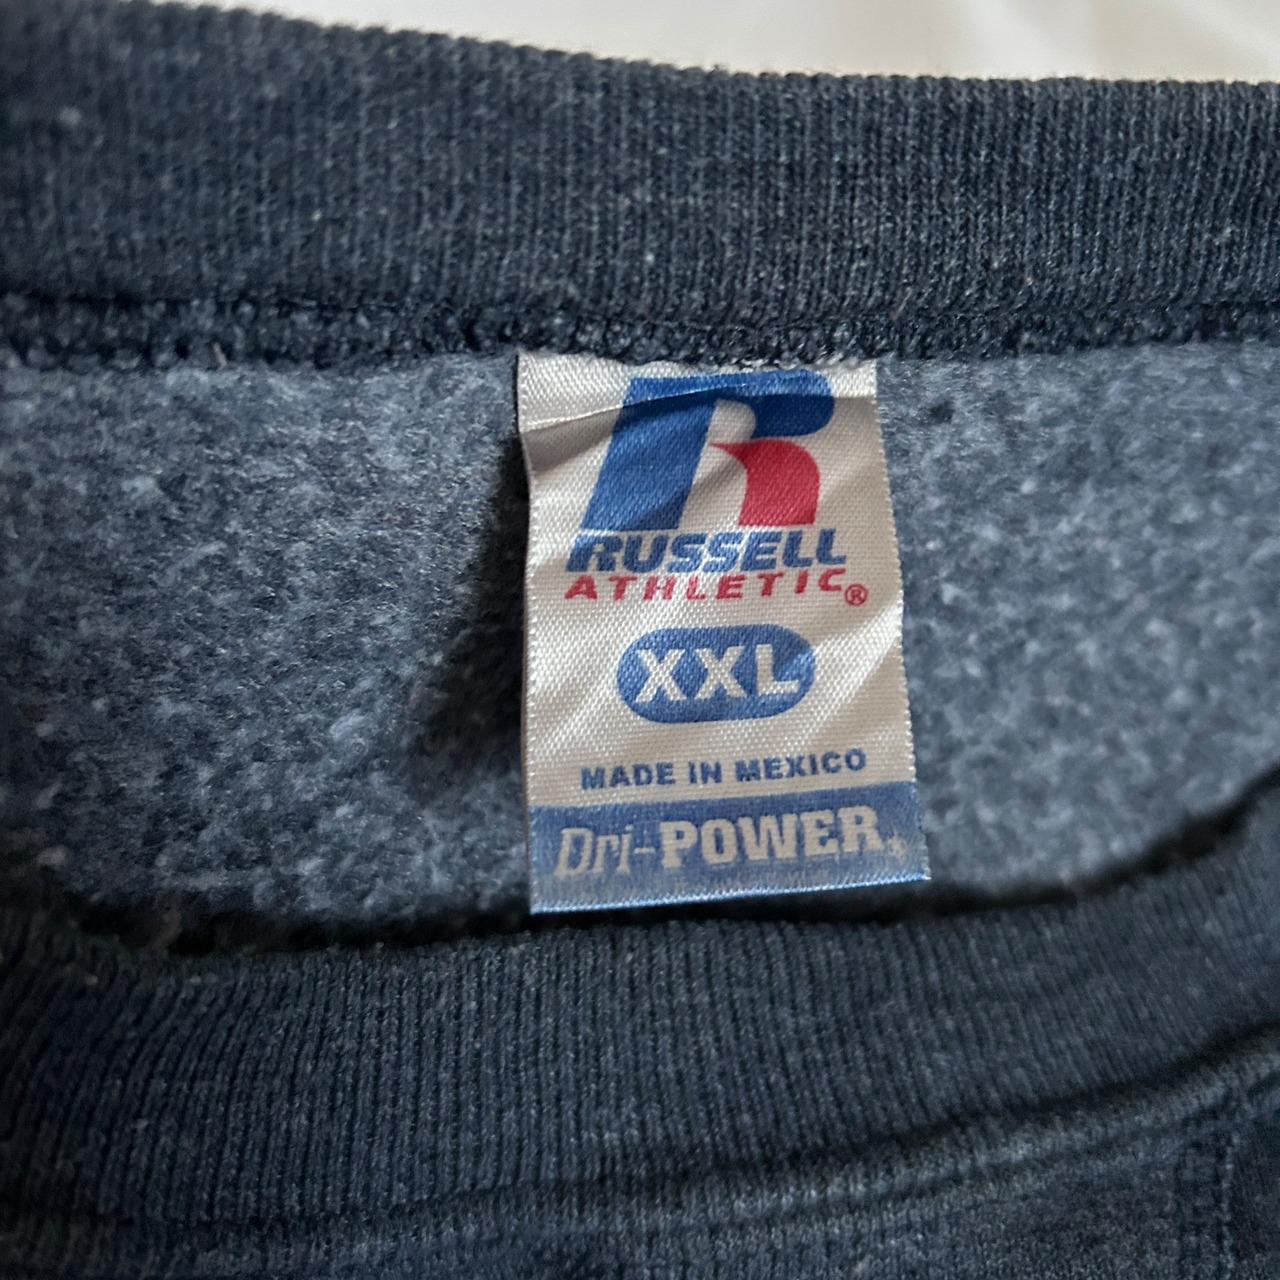 R
RUSSELL
ATHLETIC®
XXL
MADE IN MEXICO
Dri-POWER®